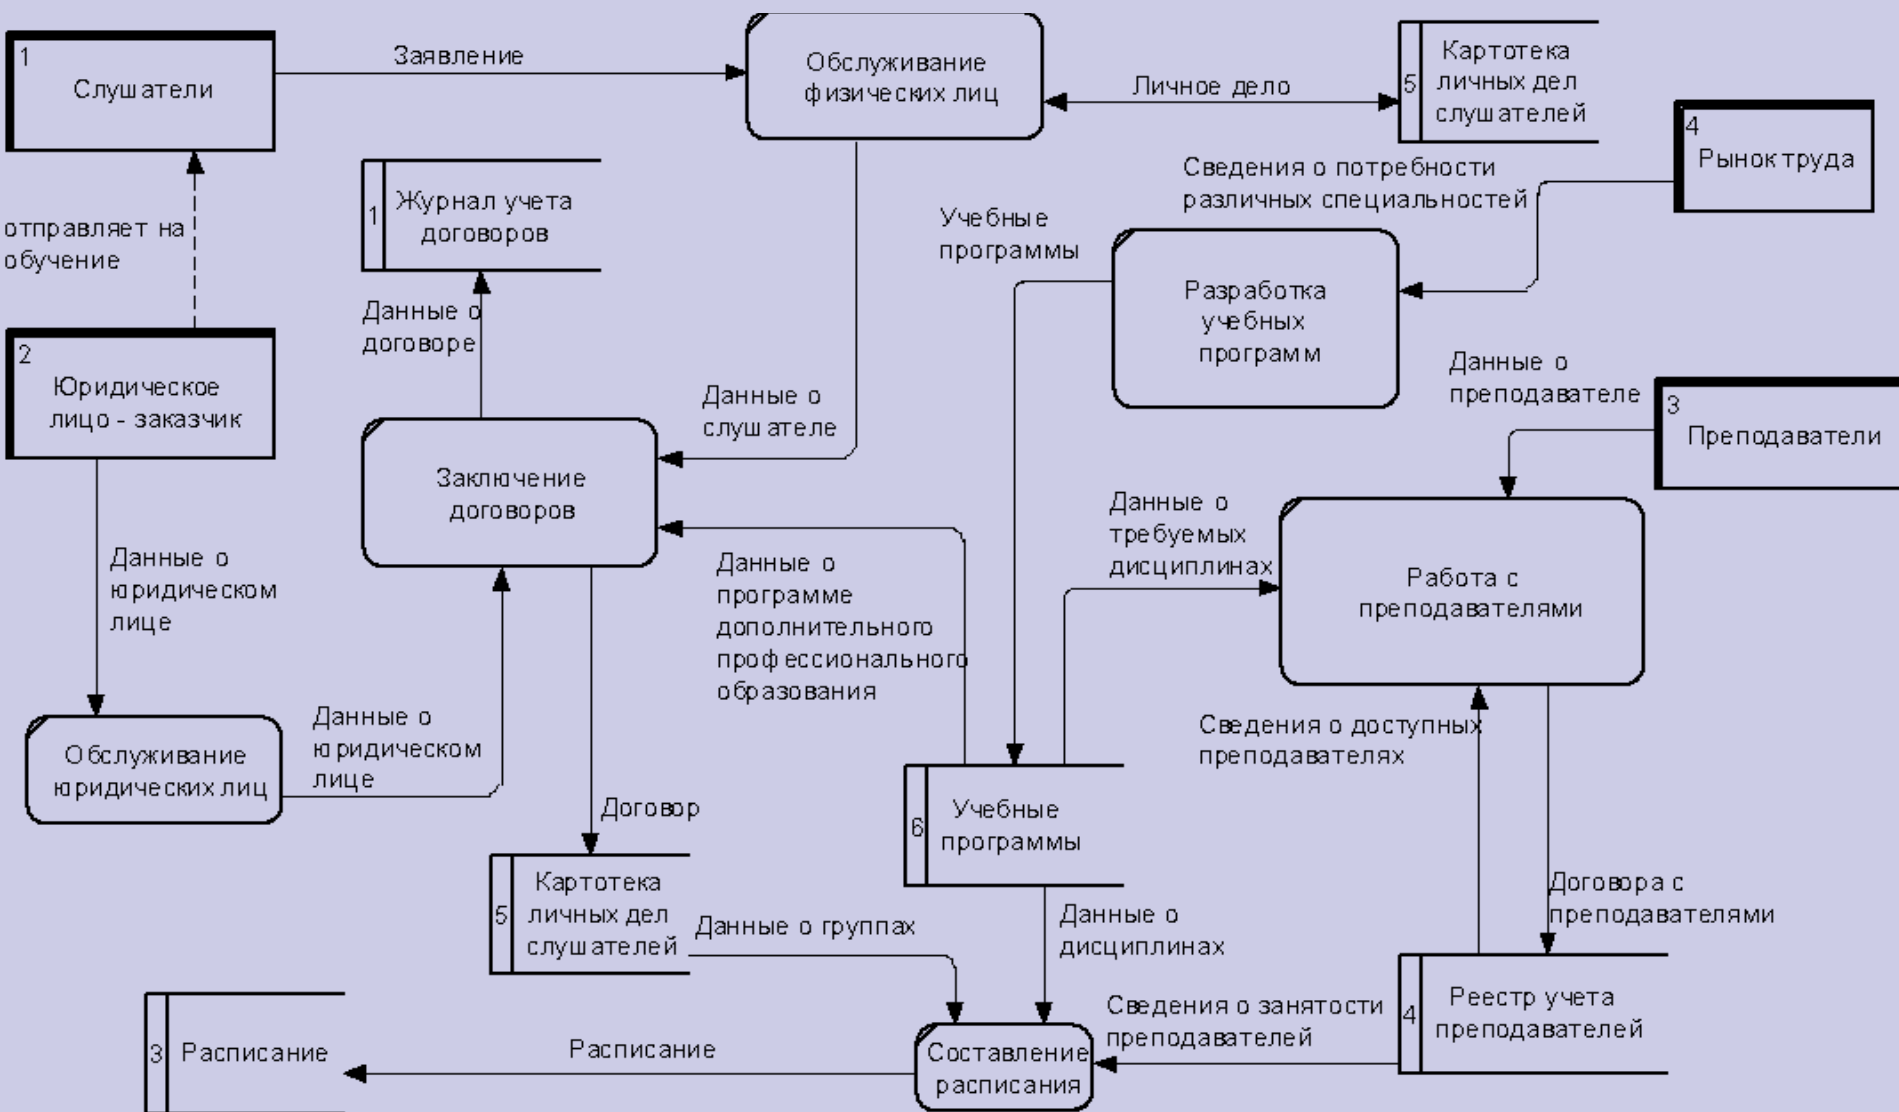 1
Слушатели
Заявление
Обслуживание
физических лиц
Личное дело
5
Картотека
личных дел
слушателей
4
Рынок труда
Сведения о потребности
различных специальностей
отправляет на
обучение
1
Журнал учета
договоров
Учебные
программы
Разработка
учебных
программ
Данные о
договоре
2
Юридическое
лицо - заказчик
Данные о
слушателе
Данные о
преподавателе
3
Преподаватели
Заключение
договоров
Данные о
требуемых
дисциплинах
Работа с
преподавателями
Данные о
юридическом
лице
Данные о
программе
дополнительного
профессионального
образования
Обслуживание
юридических лиц
Данные о
юридическом
лице
Сведения о доступных
преподавателях
Договор
6
Учебные
программы
5
Картотека
личных дел
слушателей
Данные о группах
Данные о
дисциплинах
Договора с
преподавателями
3
Расписание
Расписание
Составление
расписания
Сведения о занятости
преподавателей
4
Реестр учета
преподавателей